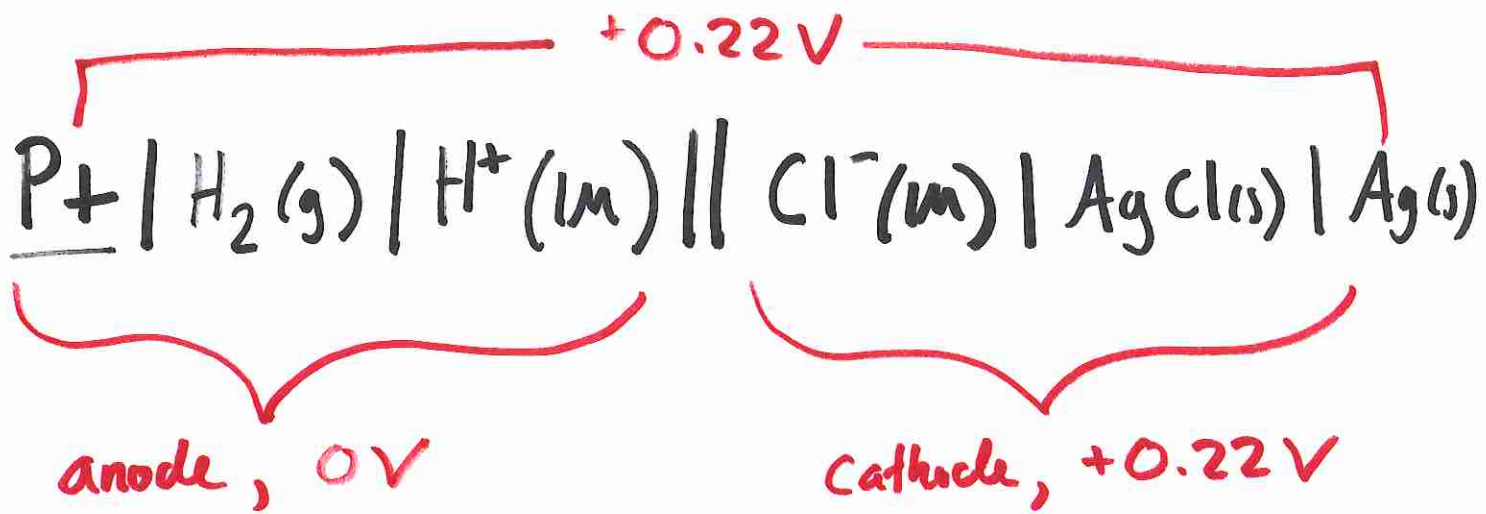 +0.22V
Pt | H₂(g) | H⁺(1M) || Cl⁻(1M) | AgCl(s) | Ag(s)
anode, 0V cathode, +0.22V